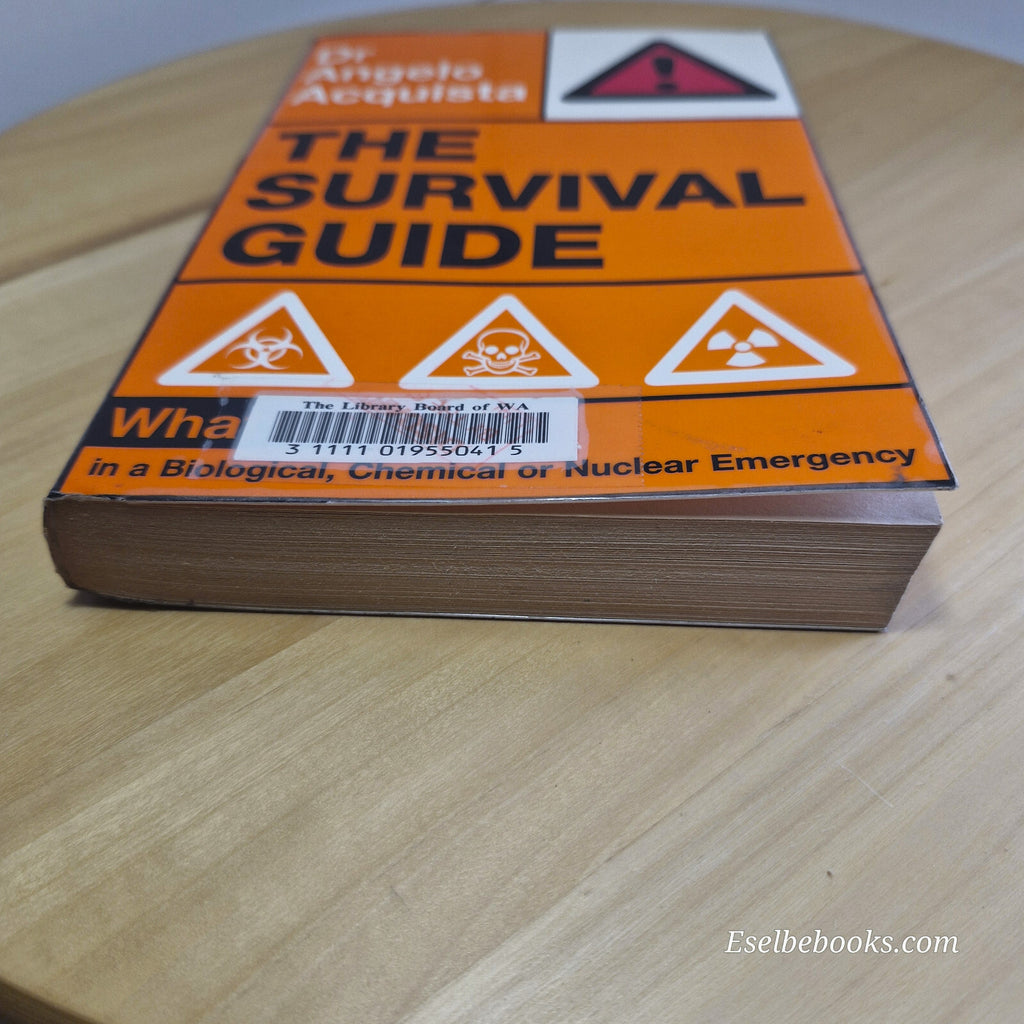 Dr
Angelo
Acquista
THE
SURVIVAL
GUIDE
Wha
The Library Board of WA
3 1111 01955041 5
in a Biological, Chemical or Nuclear Emergency
Eselbebooks.com